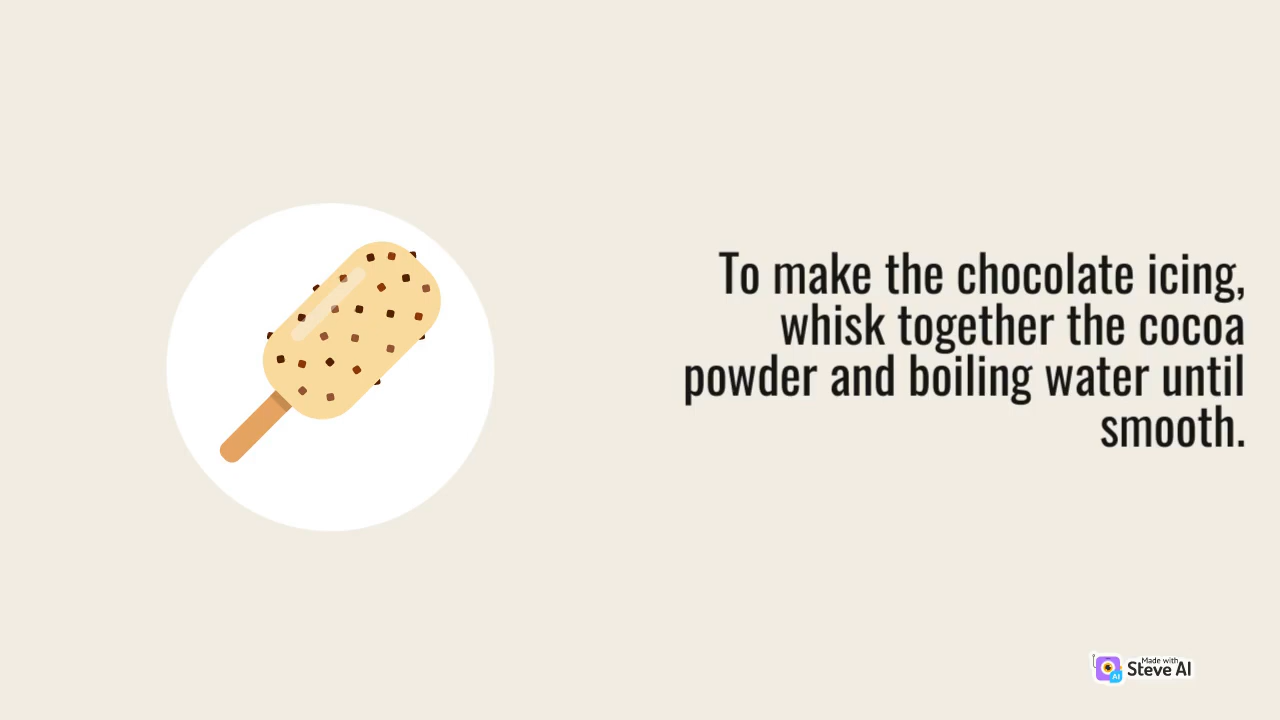 To make the chocolate icing,
whisk together the cocoa
powder and boiling water until
smooth.
Made with
Steve AI
AI